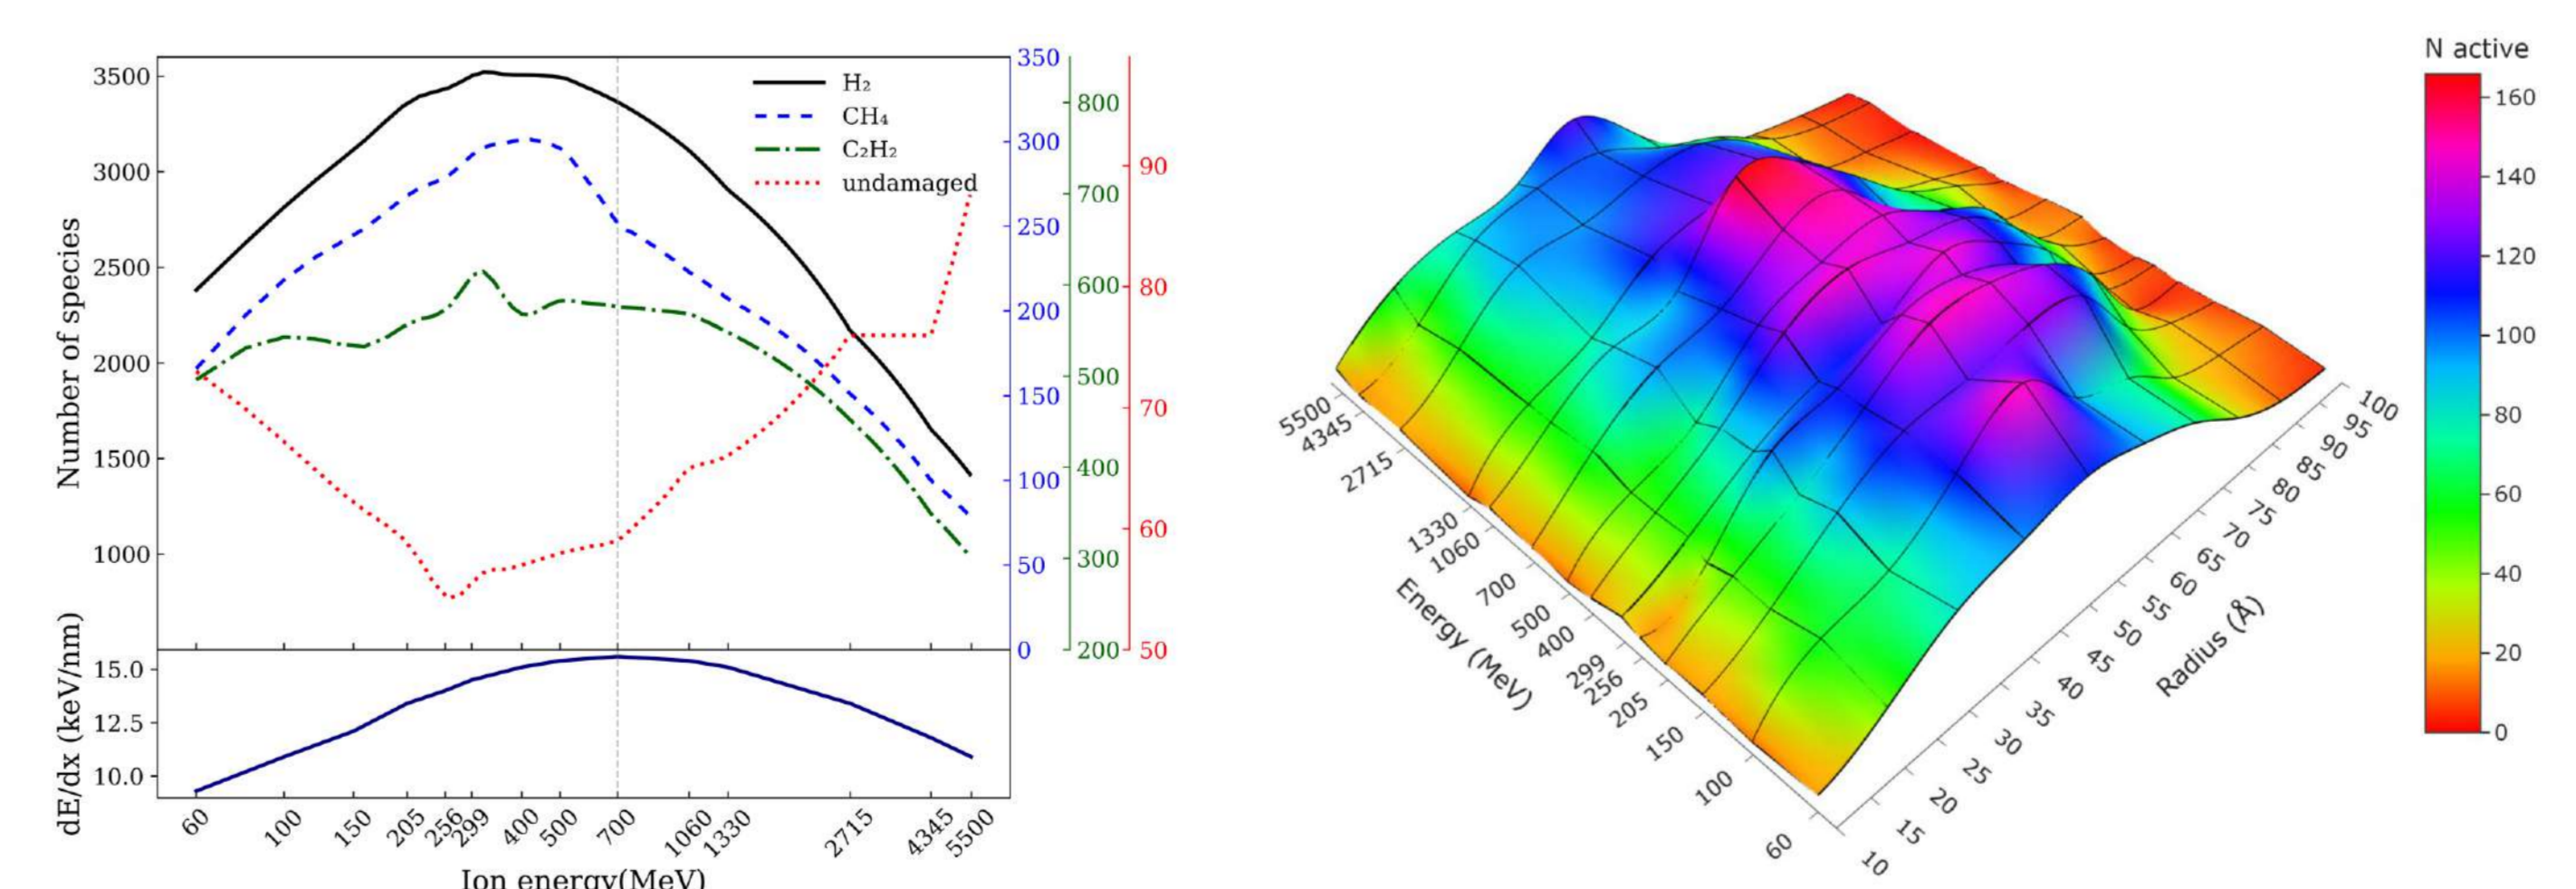 Number of species
3500
3000
2500
2000
1500
1000
H₂
CH₄
C₂H₂
undamaged
350
300
250
200
150
100
50
0
800
700
600
500
400
300
200
90
80
70
60
50
dE/dx (keV/nm)
15.0
12.5
10.0
60 100 150 205 256 299 400 500 700 1060 1330 2715 4345 5500
Ion energy(MeV)
5500 4345 2715 1330 1060 700 500 400 299 256 205 150 100 60
Energy (MeV)
10 15 20 25 30 35 40 45 50 55 60 65 70 75 80 85 90 95 100
Radius (Å)
N active
160
140
120
100
80
60
40
20
0